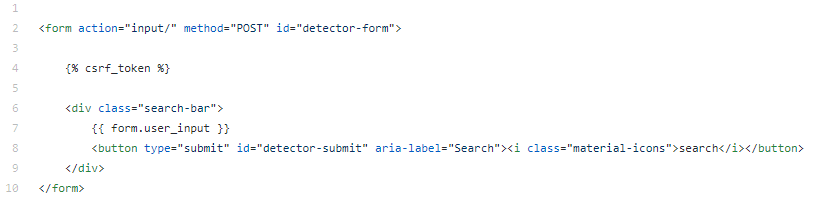 1
2 <form action="input/" method="POST" id="detector-form">
3
4     {% csrf_token %}
5
6     <div class="search-bar">
7         {{ form.user_input }}
8         <button type="submit" id="detector-submit" aria-label="Search"><i class="material-icons">search</i></button>
9     </div>
10 </form>